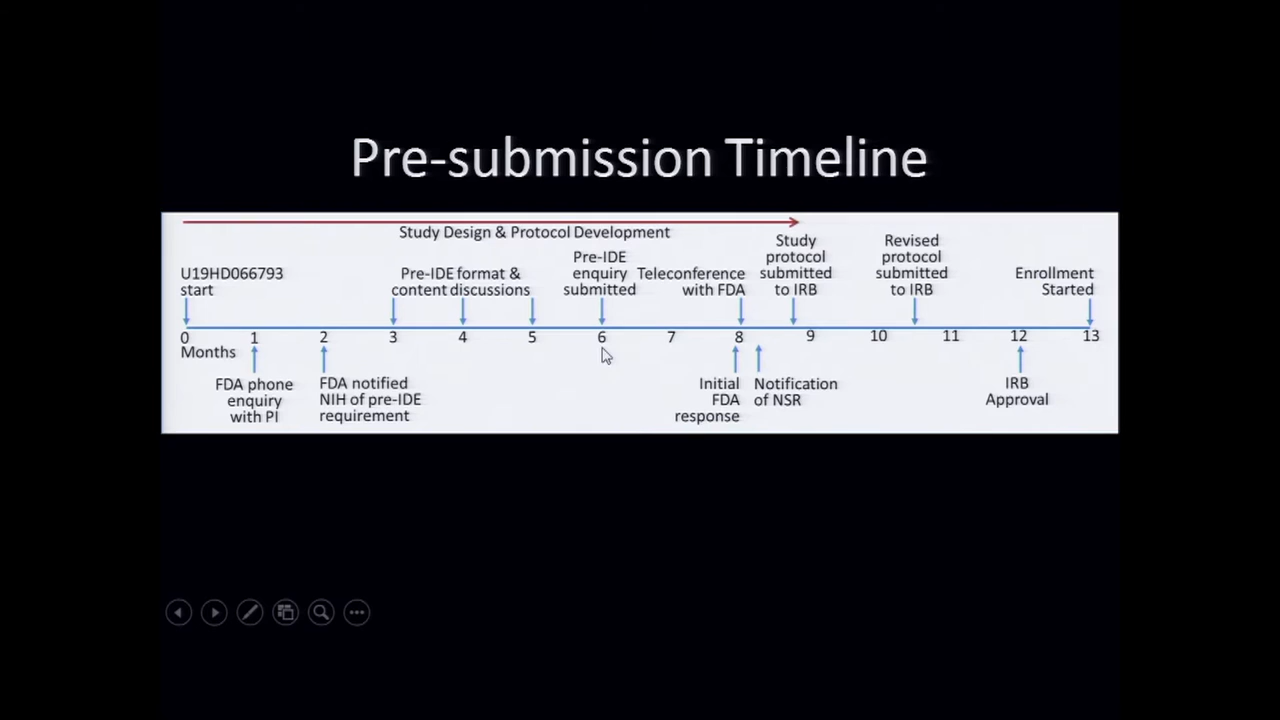 Pre-submission Timeline
Study Design & Protocol Development
U19HD066793
start
Pre-IDE format &
content discussions
Pre-IDE
enquiry
submitted
Teleconference
with FDA
Study
protocol
submitted
to IRB
Revised
protocol
submitted
to IRB
Enrollment
Started
0 1 2 3 4 5 6 7 8 9 10 11 12 13
Months
FDA phone
enquiry
with PI
FDA notified
NIH of pre-IDE
requirement
Initial
FDA
response
Notification
of NSR
IRB
Approval